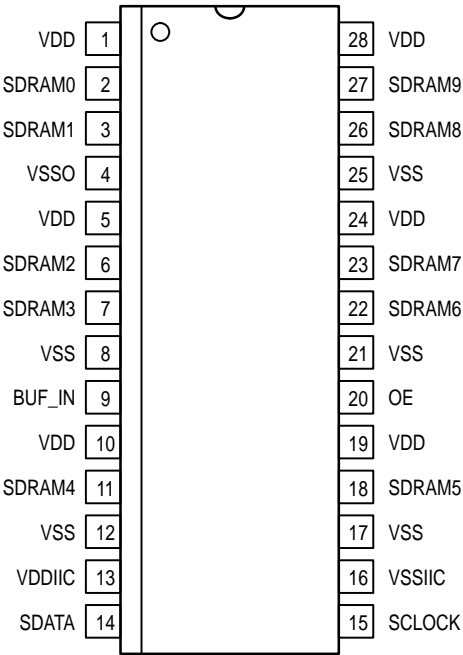 VDD 1 28 VDD
SDRAM0 2 27 SDRAM9
SDRAM1 3 26 SDRAM8
VSSO 4 25 VSS
VDD 5 24 VDD
SDRAM2 6 23 SDRAM7
SDRAM3 7 22 SDRAM6
VSS 8 21 VSS
BUF_IN 9 20 OE
VDD 10 19 VDD
SDRAM4 11 18 SDRAM5
VSS 12 17 VSS
VDDIIC 13 16 VSSIIC
SDATA 14 15 SCLOCK